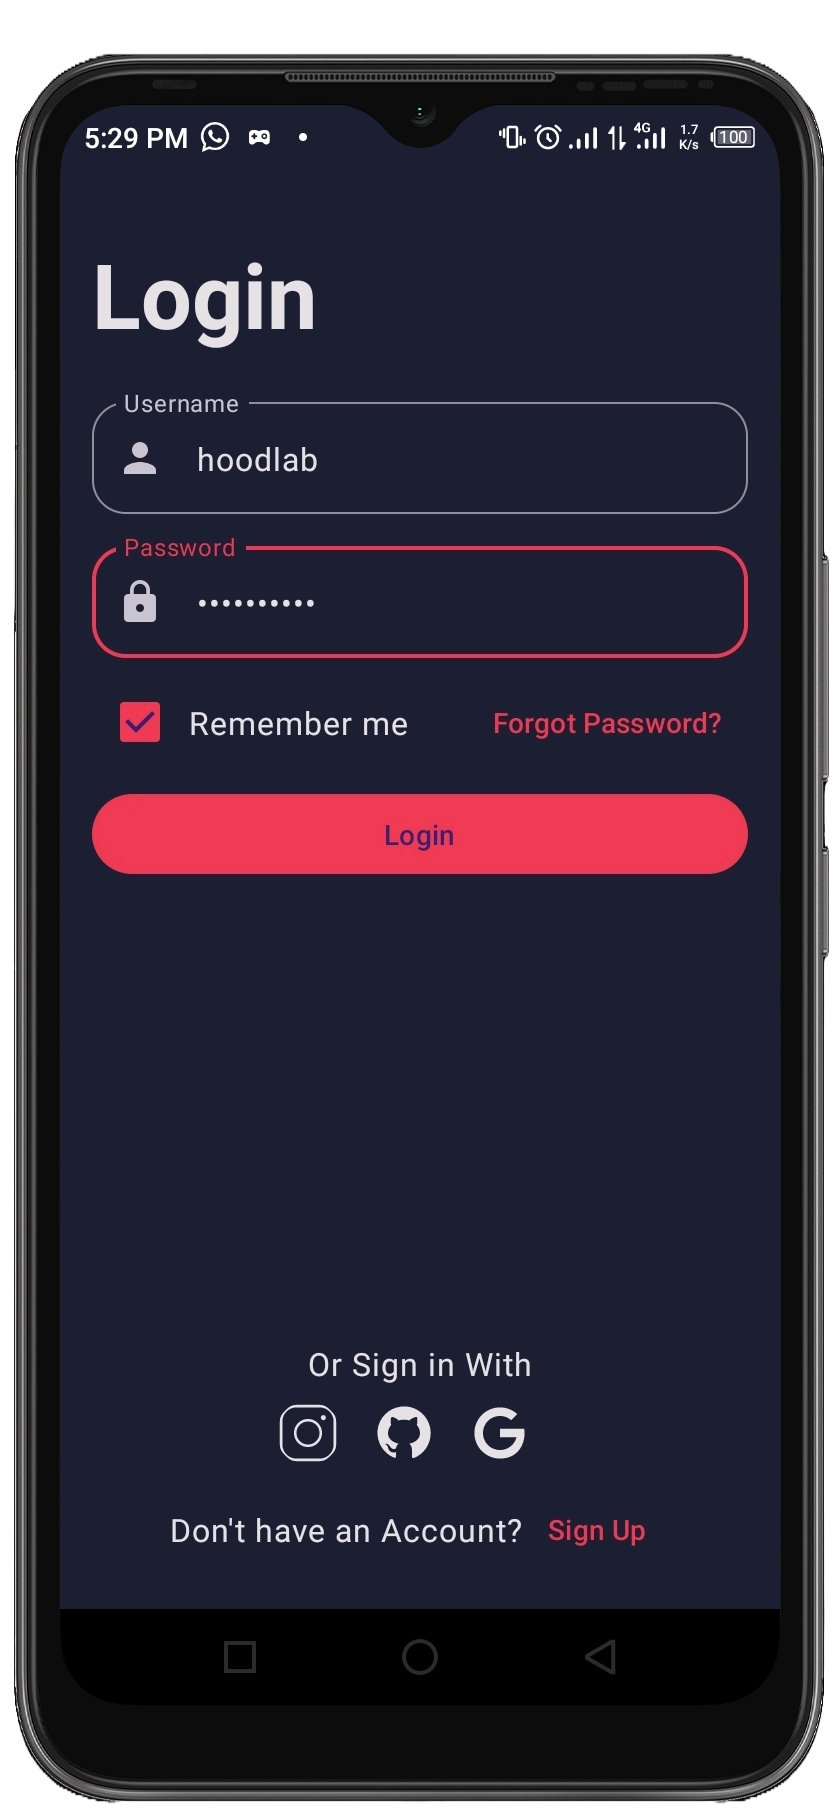 5:29 PM 4G 1.7 K/s 100
Login
Username
hoodlab
Password
••••••••••
Remember me Forgot Password?
Login
Or Sign in With
Don't have an Account? Sign Up